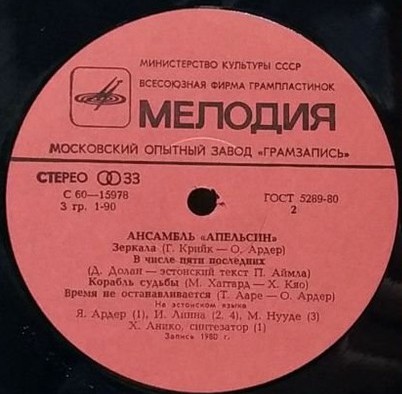 МИНИСТЕРСТВО КУЛЬТУРЫ СССР
ВСЕСОЮЗНАЯ ФИРМА ГРАМПЛАСТИНОК
МЕЛОДИЯ
МОСКОВСКИЙ ОПЫТНЫЙ ЗАВОД «ГРАМЗАПИСЬ»
СТЕРЕО 33
С 60—15978
3 гр. 1-90
ГОСТ 5289-80
2
АНСАМБЛЬ «АПЕЛЬСИН»
Зеркала (Г. Крийк — О. Ардер)
В числе пяти последних
(Д. Долан — эстонский текст П. Аймла)
Корабль судьбы (М. Хаггард — Х. Кяо)
Время не останавливается (Т. Ааре — О. Ардер)
На эстонском языке
Я. Ардер (1), И. Линна (2, 4), М. Нууде (3)
Х. Анико, синтезатор (1)
Запись 1980 г.